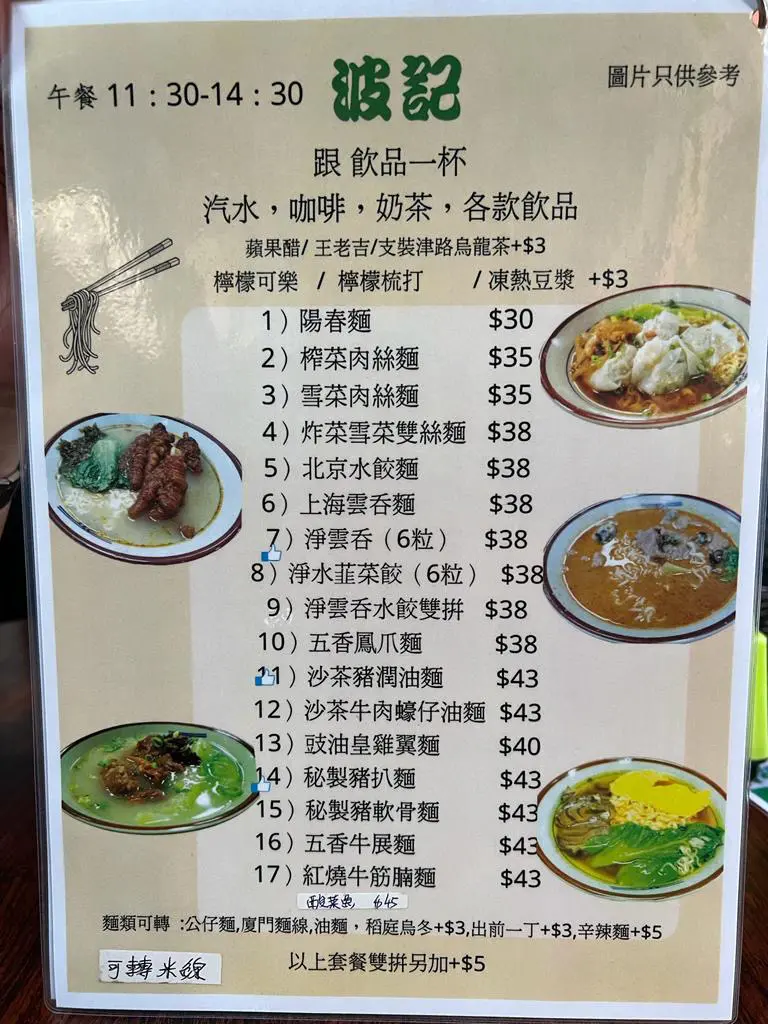 午餐 11：30-14：30
波記
圖片只供參考
跟 飲品一杯
汽水，咖啡，奶茶，各款飲品
蘋果醋/ 王老吉/支裝津路烏龍茶+$3
檸檬可樂 / 檸檬梳打 / 凍熱豆漿 +$3
1）陽春麵 $30
2）榨菜肉絲麵 $35
3）雪菜肉絲麵 $35
4）炸菜雪菜雙絲麵 $38
5）北京水餃麵 $38
6）上海雲吞麵 $38
7）淨雲吞（6粒） $38
8）淨水韮菜餃（6粒） $38
9）淨雲吞水餃雙拚 $38
10）五香鳳爪麵 $38
11）沙茶豬潤油麵 $43
12）沙茶牛肉蠔仔油麵 $43
13）豉油皇雞翼麵 $40
14）秘製豬扒麵 $43
15）秘製豬軟骨麵 $43
16）五香牛展麵 $43
17）紅燒牛筋腩麵 $43
酸菜魚 $45
麵類可轉 :公仔麵,廈門麵線,油麵，稻庭烏冬+$3,出前一丁+$3,辛辣麵+$5
可轉米線
以上套餐雙拚另加+$5